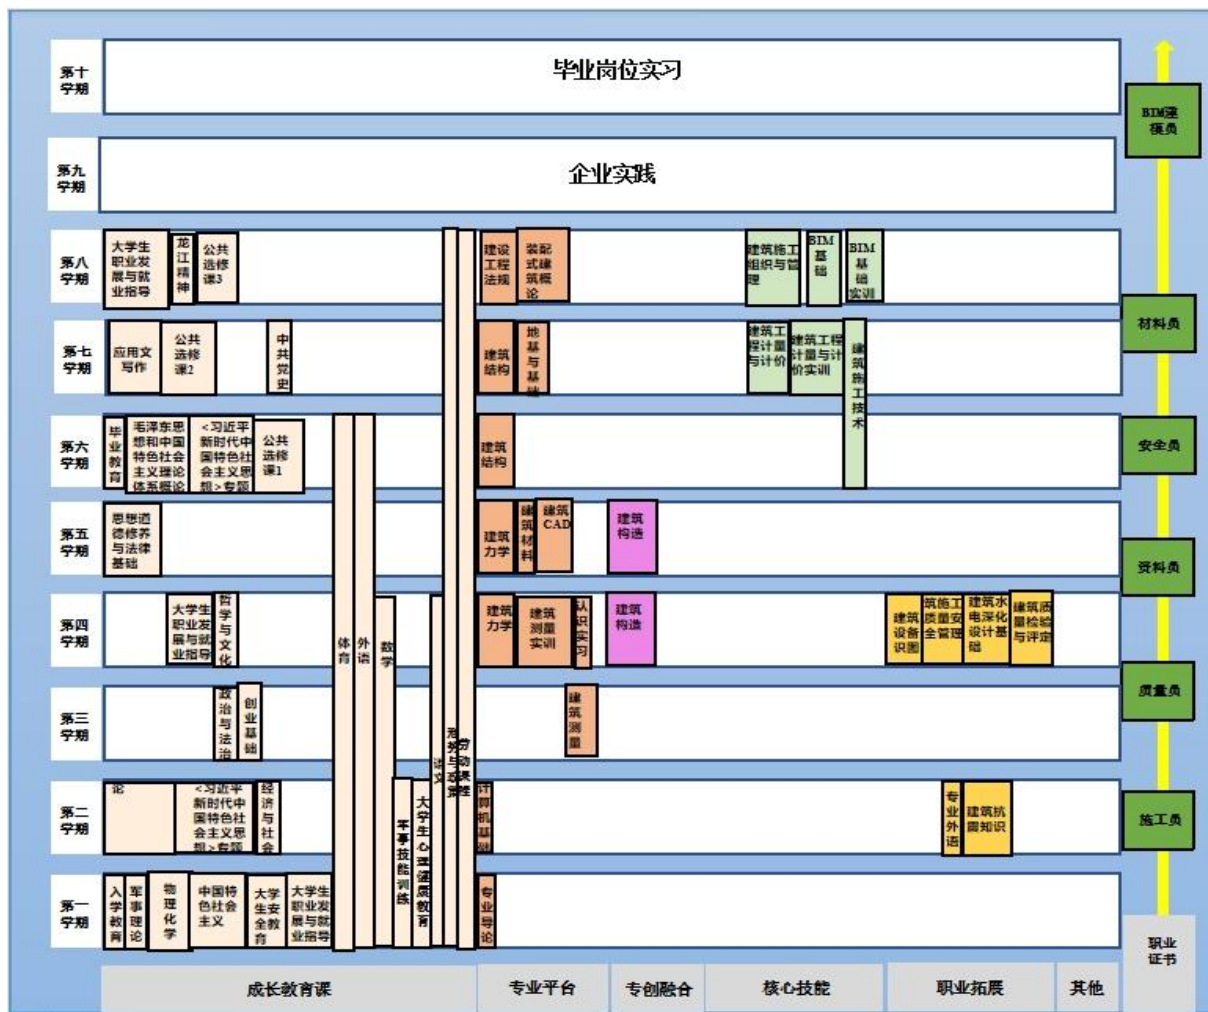 第十
学期
毕业岗位实习
BIM建
模员
第九
学期
企业实践
第八
学期
大学生
职业发
展与就
业指导
龙江精神
公共
选修
课3
建设
工程
法规
装配
式建
筑概
论
建筑施工
组织与管
理
BIM
基础
BIM
基础
实训
第七
学期
应用文
写作
公共
选修
课2
中共党史
建筑
结构
地基与基础
建筑工
程计量
与计价
建筑工程
计量与计
价实训
建筑施工技术
材料员
第六
学期
毕业教育
毛泽东思
想和中国
特色社会
主义理论
体系概论
<习近平
新时代中
国特色社
会主义思
想>专题
公共
选修
课1
建筑
结构
安全员
第五
学期
思想道
德修养
与法律
基础
建筑
力学
建筑材料
建筑
CAD
建筑
构造
资料员
第四
学期
大学生
职业发
展与就
业指导
哲学与文化
体育
外语
数学
建筑
力学
建筑
测量
实训
认识实习
建筑
构造
建筑
设备
识图
筑施工
质量安
全管理
建筑水
电深化
设计基
础
建筑质
量检验
与评定
质量员
第三
学期
政治与法治
创业基础
语文
形势与政策
劳动课程
建筑测量
第二
学期
论
<习近平
新时代中
国特色社
会主义思
想>专题
经济与社会
军事技能训练
大学生心理健康教育
计算机基础
专业外语
建筑抗
震知识
施工员
第一
学期
入学教育
军事理论
物理化学
中国特
色社会
主义
大学
生安
全教
育
大学生
职业发
展与就
业指导
专业导论
职业
证书
成长教育课
专业平台
专创融合
核心技能
职业拓展
其他